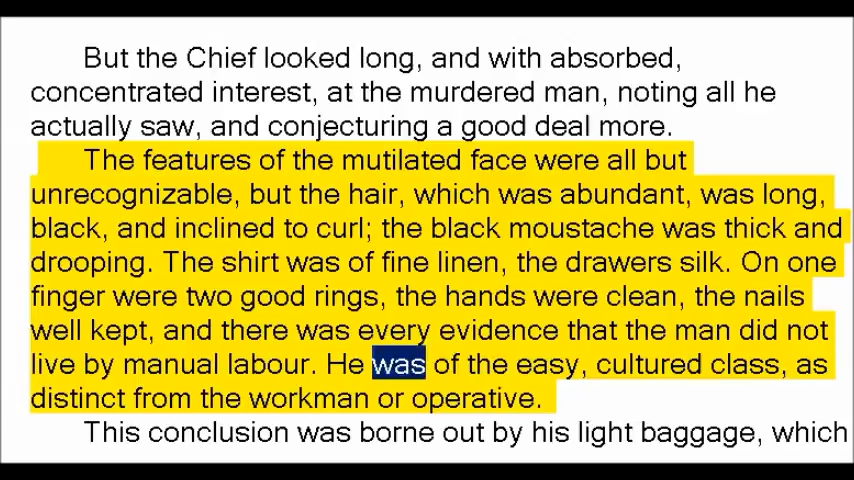 But the Chief looked long, and with absorbed,
concentrated interest, at the murdered man, noting all he
actually saw, and conjecturing a good deal more.
The features of the mutilated face were all but
unrecognizable, but the hair, which was abundant, was long,
black, and inclined to curl; the black moustache was thick and
drooping. The shirt was of fine linen, the drawers silk. On one
finger were two good rings, the hands were clean, the nails
well kept, and there was every evidence that the man did not
live by manual labour. He was of the easy, cultured class, as
distinct from the workman or operative.
This conclusion was borne out by his light baggage, which